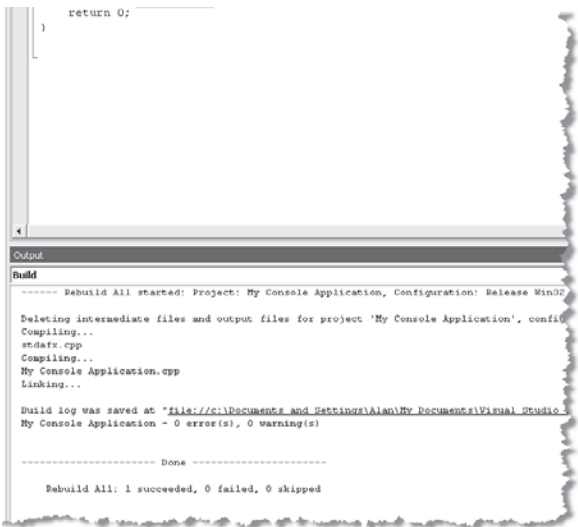 return 0;
}
Output
Build
------ Rebuild All started: Project: My Console Application, Configuration: Release Win32
Deleting intermediate files and output files for project 'My Console Application', config
Compiling...
stdafx.cpp
Compiling...
My Console Application.cpp
Linking...
Build log was saved at "file://c:\Documents and Settings\Alan\My Documents\Visual Studio
My Console Application - 0 error(s), 0 warning(s)
---------------------- Done ----------------------
Rebuild All: 1 succeeded, 0 failed, 0 skipped